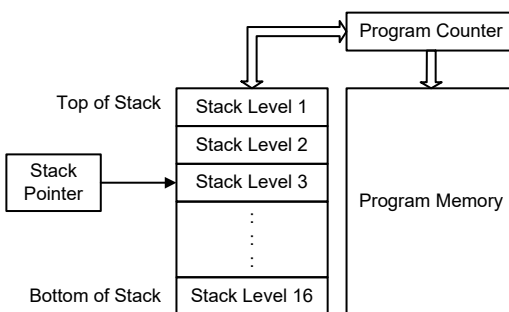 Program Counter
Top of Stack
Stack Level 1
Stack Level 2
Stack
Pointer
Stack Level 3
Program Memory
Bottom of Stack
Stack Level 16